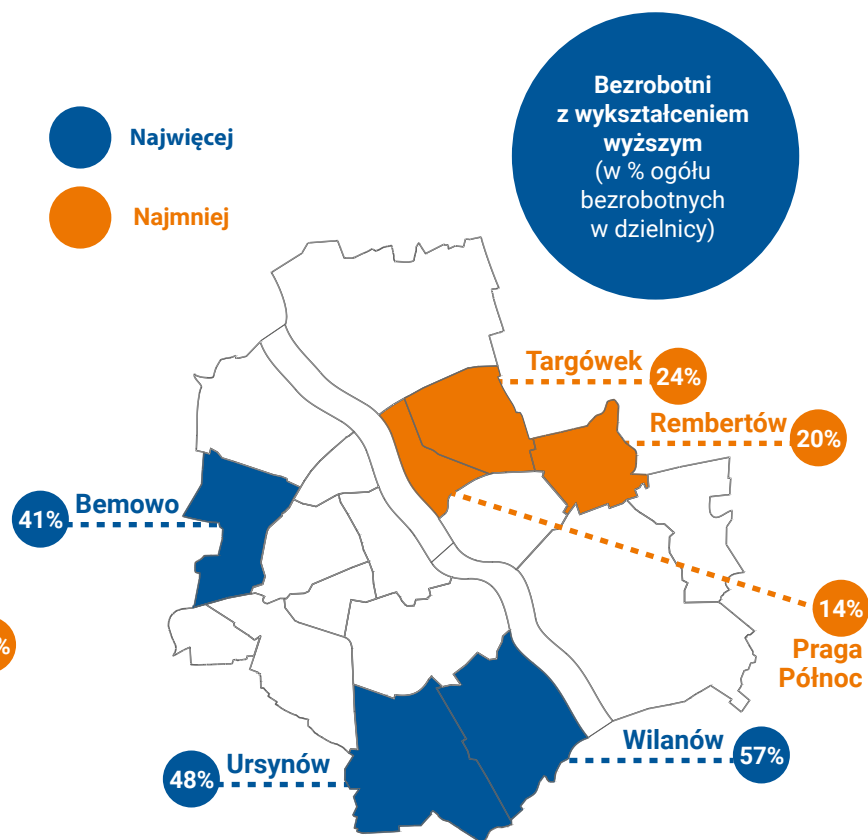 Bezrobotni
z wykształceniem
wyższym
(w % ogółu
bezrobotnych
w dzielnicy)
Najwięcej
Najmniej
Targówek
24%
Rembertów
20%
Bemowo
41%
14%
Praga
Północ
%
Wilanów
57%
Ursynów
48%